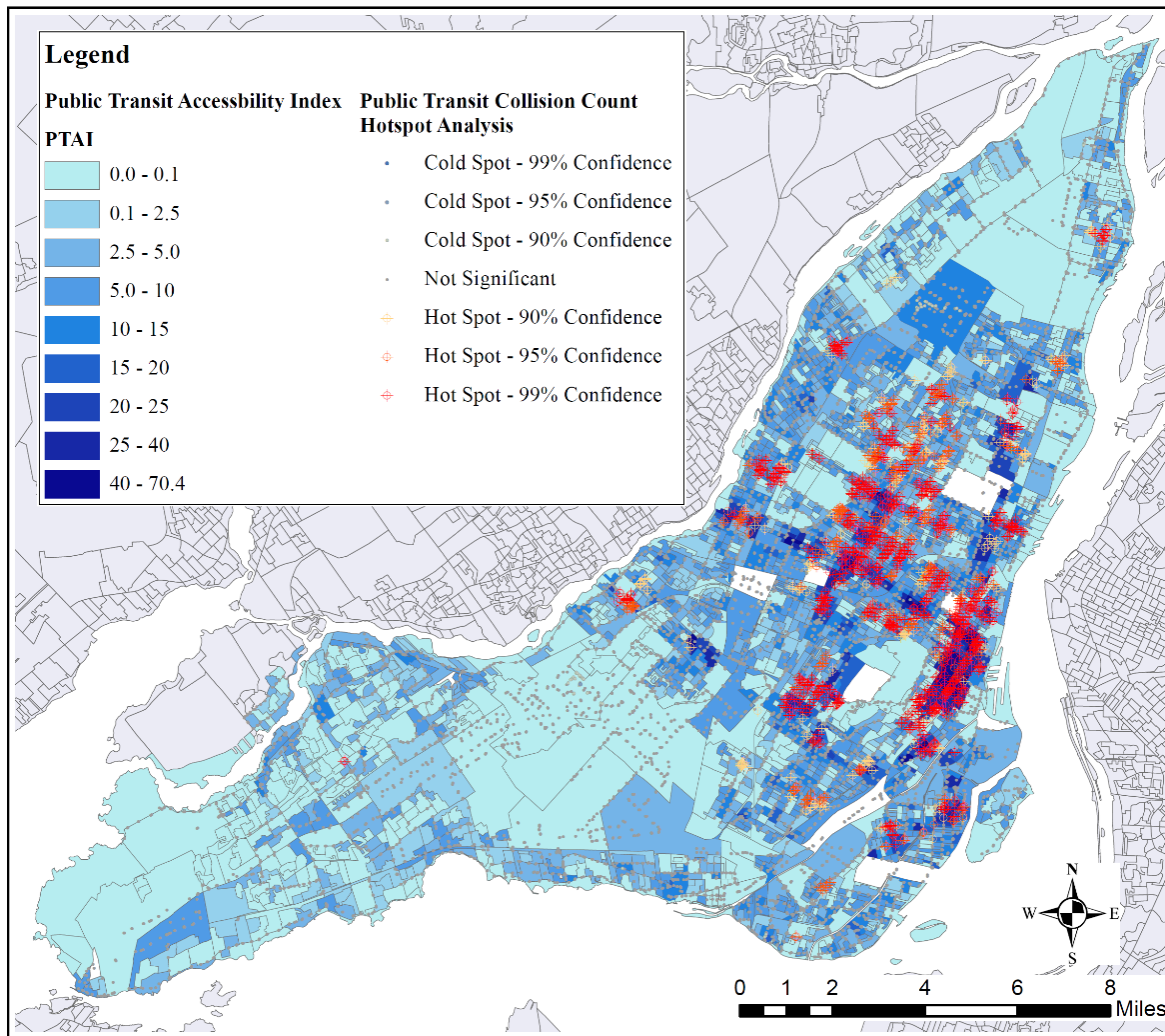 Legend
Public Transit Accessbility Index
PTAI
0.0 - 0.1
0.1 - 2.5
2.5 - 5.0
5.0 - 10
10 - 15
15 - 20
20 - 25
25 - 40
40 - 70.4
Public Transit Collision Count
Hotspot Analysis
Cold Spot - 99% Confidence
Cold Spot - 95% Confidence
Cold Spot - 90% Confidence
Not Significant
Hot Spot - 90% Confidence
Hot Spot - 95% Confidence
Hot Spot - 99% Confidence
N
W E
S
0 1 2 4 6 8
Miles